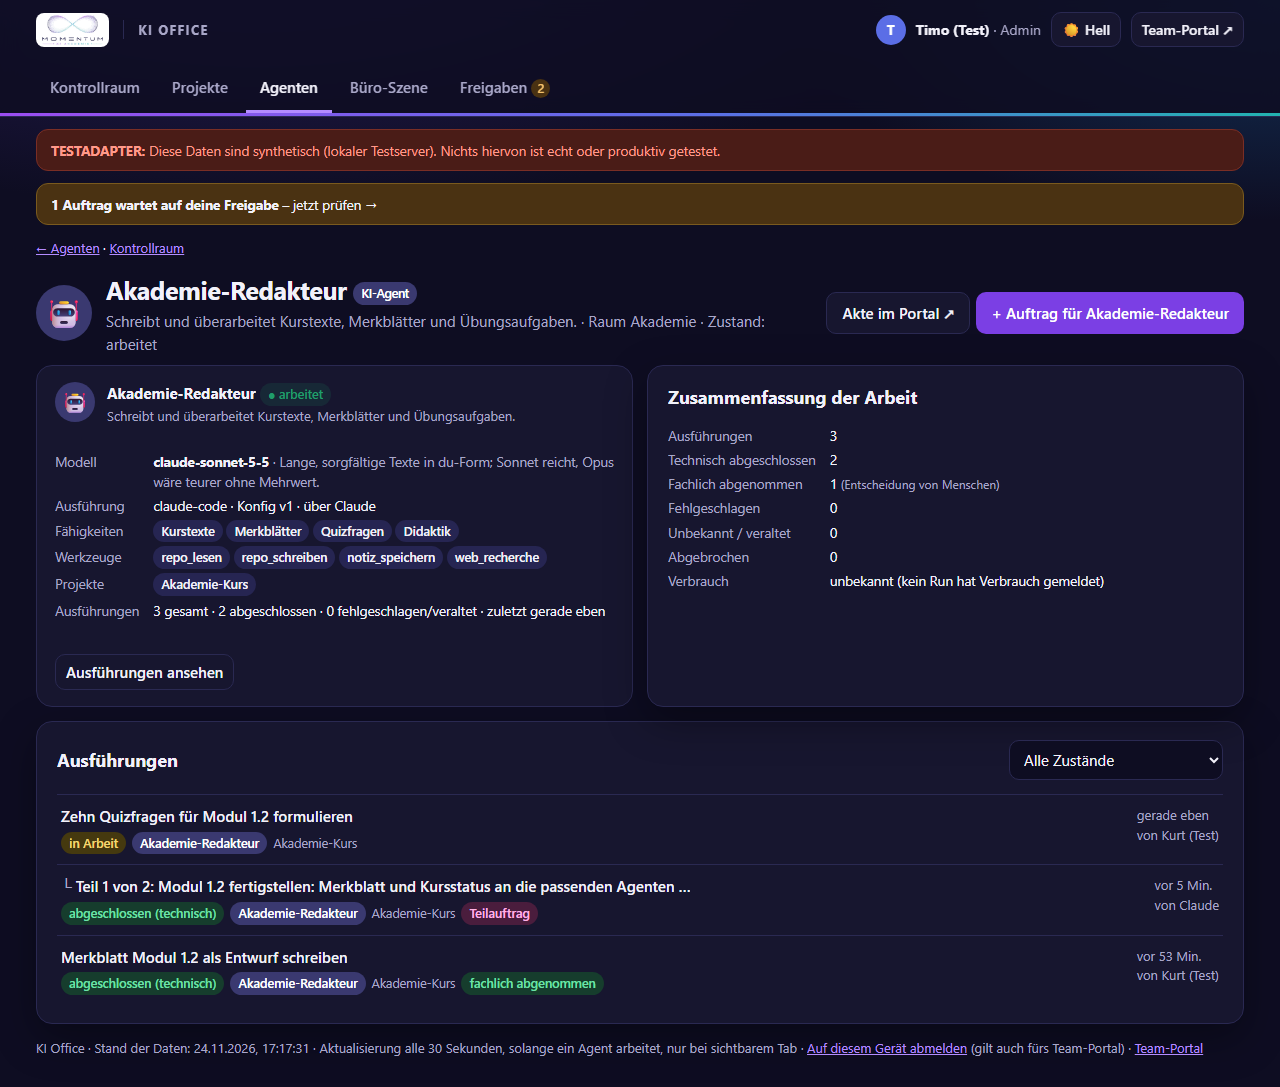 MOMENTUM
KI OFFICE
T
Timo (Test) · Admin
Hell
Team-Portal ↗
Kontrollraum
Projekte
Agenten
Büro-Szene
Freigaben 2
TESTADAPTER: Diese Daten sind synthetisch (lokaler Testserver). Nichts hiervon ist echt oder produktiv getestet.
1 Auftrag wartet auf deine Freigabe – jetzt prüfen →
← Agenten · Kontrollraum
Akademie-Redakteur KI-Agent
Schreibt und überarbeitet Kurstexte, Merkblätter und Übungsaufgaben. · Raum Akademie · Zustand:
arbeitet
Akte im Portal ↗
+ Auftrag für Akademie-Redakteur
Akademie-Redakteur ● arbeitet
Schreibt und überarbeitet Kurstexte, Merkblätter und Übungsaufgaben.
Modell claude-sonnet-5-5 · Lange, sorgfältige Texte in du-Form; Sonnet reicht, Opus
wäre teurer ohne Mehrwert.
Ausführung claude-code · Konfig v1 · über Claude
Fähigkeiten Kurstexte Merkblätter Quizfragen Didaktik
Werkzeuge repo_lesen repo_schreiben notiz_speichern web_recherche
Projekte Akademie-Kurs
Ausführungen 3 gesamt · 2 abgeschlossen · 0 fehlgeschlagen/veraltet · zuletzt gerade eben
Ausführungen ansehen
Zusammenfassung der Arbeit
Ausführungen 3
Technisch abgeschlossen 2
Fachlich abgenommen 1 (Entscheidung von Menschen)
Fehlgeschlagen 0
Unbekannt / veraltet 0
Abgebrochen 0
Verbrauch unbekannt (kein Run hat Verbrauch gemeldet)
Ausführungen
Alle Zustände
Zehn Quizfragen für Modul 1.2 formulieren
in Arbeit Akademie-Redakteur Akademie-Kurs
gerade eben
von Kurt (Test)
└ Teil 1 von 2: Modul 1.2 fertigstellen: Merkblatt und Kursstatus an die passenden Agenten ...
abgeschlossen (technisch) Akademie-Redakteur Akademie-Kurs Teilauftrag
vor 5 Min.
von Claude
Merkblatt Modul 1.2 als Entwurf schreiben
abgeschlossen (technisch) Akademie-Redakteur Akademie-Kurs fachlich abgenommen
vor 53 Min.
von Kurt (Test)
KI Office · Stand der Daten: 24.11.2026, 17:17:31 · Aktualisierung alle 30 Sekunden, solange ein Agent arbeitet, nur bei sichtbarem Tab · Auf diesem Gerät abmelden (gilt auch fürs Team-Portal) · Team-Portal